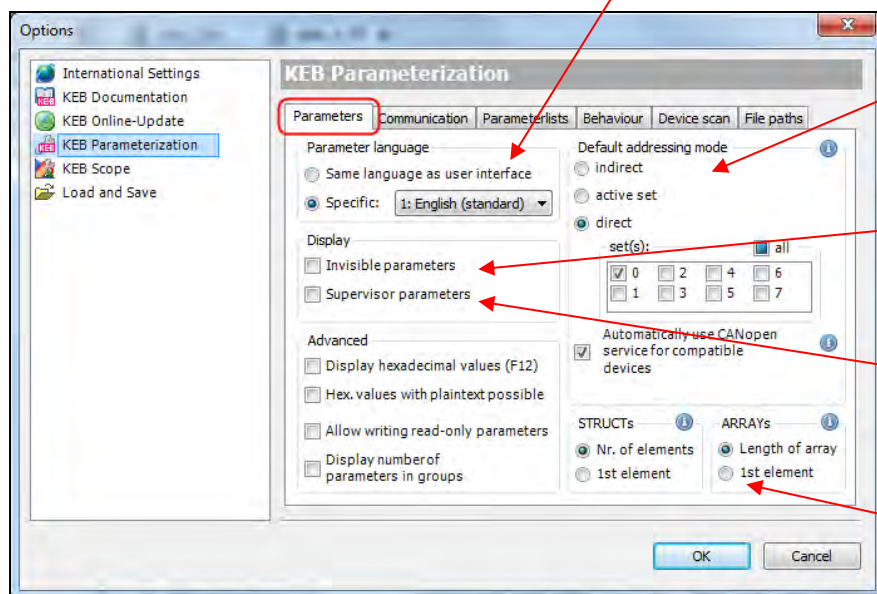 Options
International Settings
KEB Documentation
KEB Online-Update
KEB Parameterization
KEB Scope
Load and Save
KEB Parameterization
Parameters Communication Parameterlists Behaviour Device scan File paths
Parameter language
Same language as user interface
Specific: 1: English (standard)
Display
Invisible parameters
Supervisor parameters
Advanced
Display hexadecimal values (F12)
Hex. values with plaintext possible
Allow writing read-only parameters
Display number of
parameters in groups
Default addressing mode
indirect
active set
direct
set(s): all
0 2 4 6
1 3 5 7
Automatically use CANopen
service for compatible
devices
STRUCTs
Nr. of elements
1st element
ARRAYs
Length of array
1st element
OK Cancel